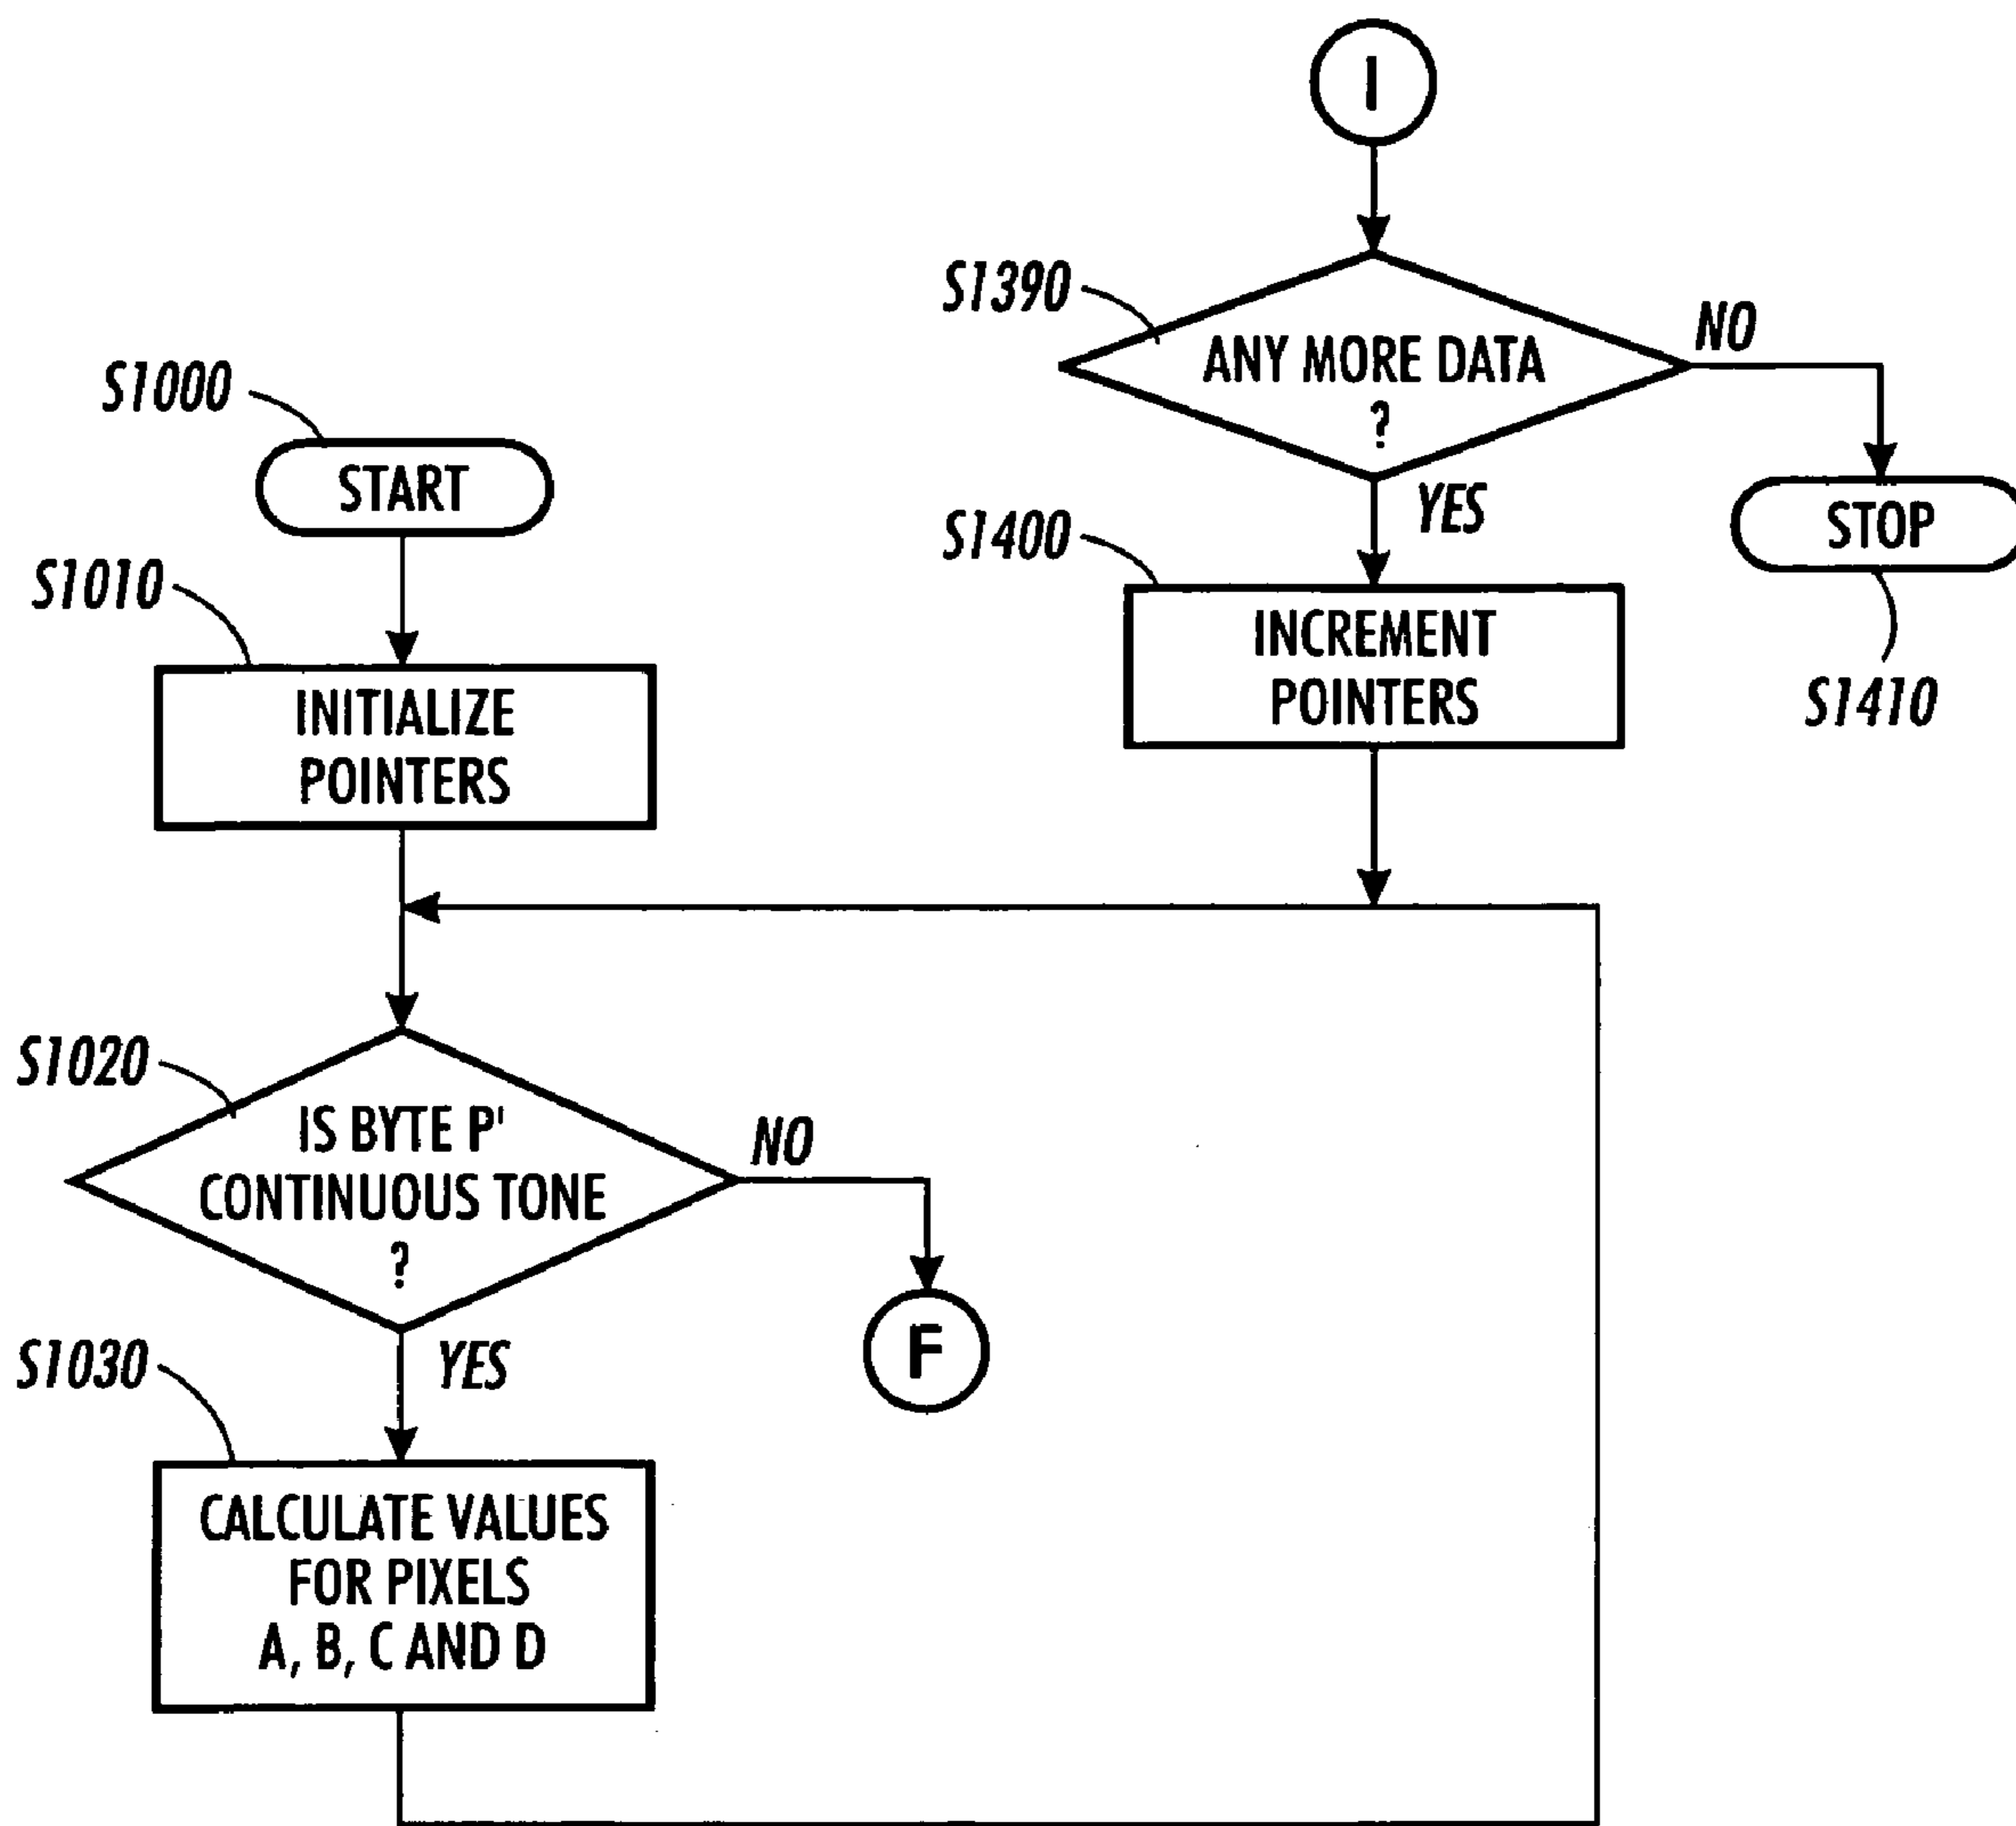 I
S1390
ANY MORE DATA
?
NO
YES
STOP
S1410
S1400
INCREMENT
POINTERS
S1000
START
S1010
INITIALIZE
POINTERS
S1020
IS BYTE P'
CONTINUOUS TONE
?
NO
F
YES
S1030
CALCULATE VALUES
FOR PIXELS
A, B, C AND D